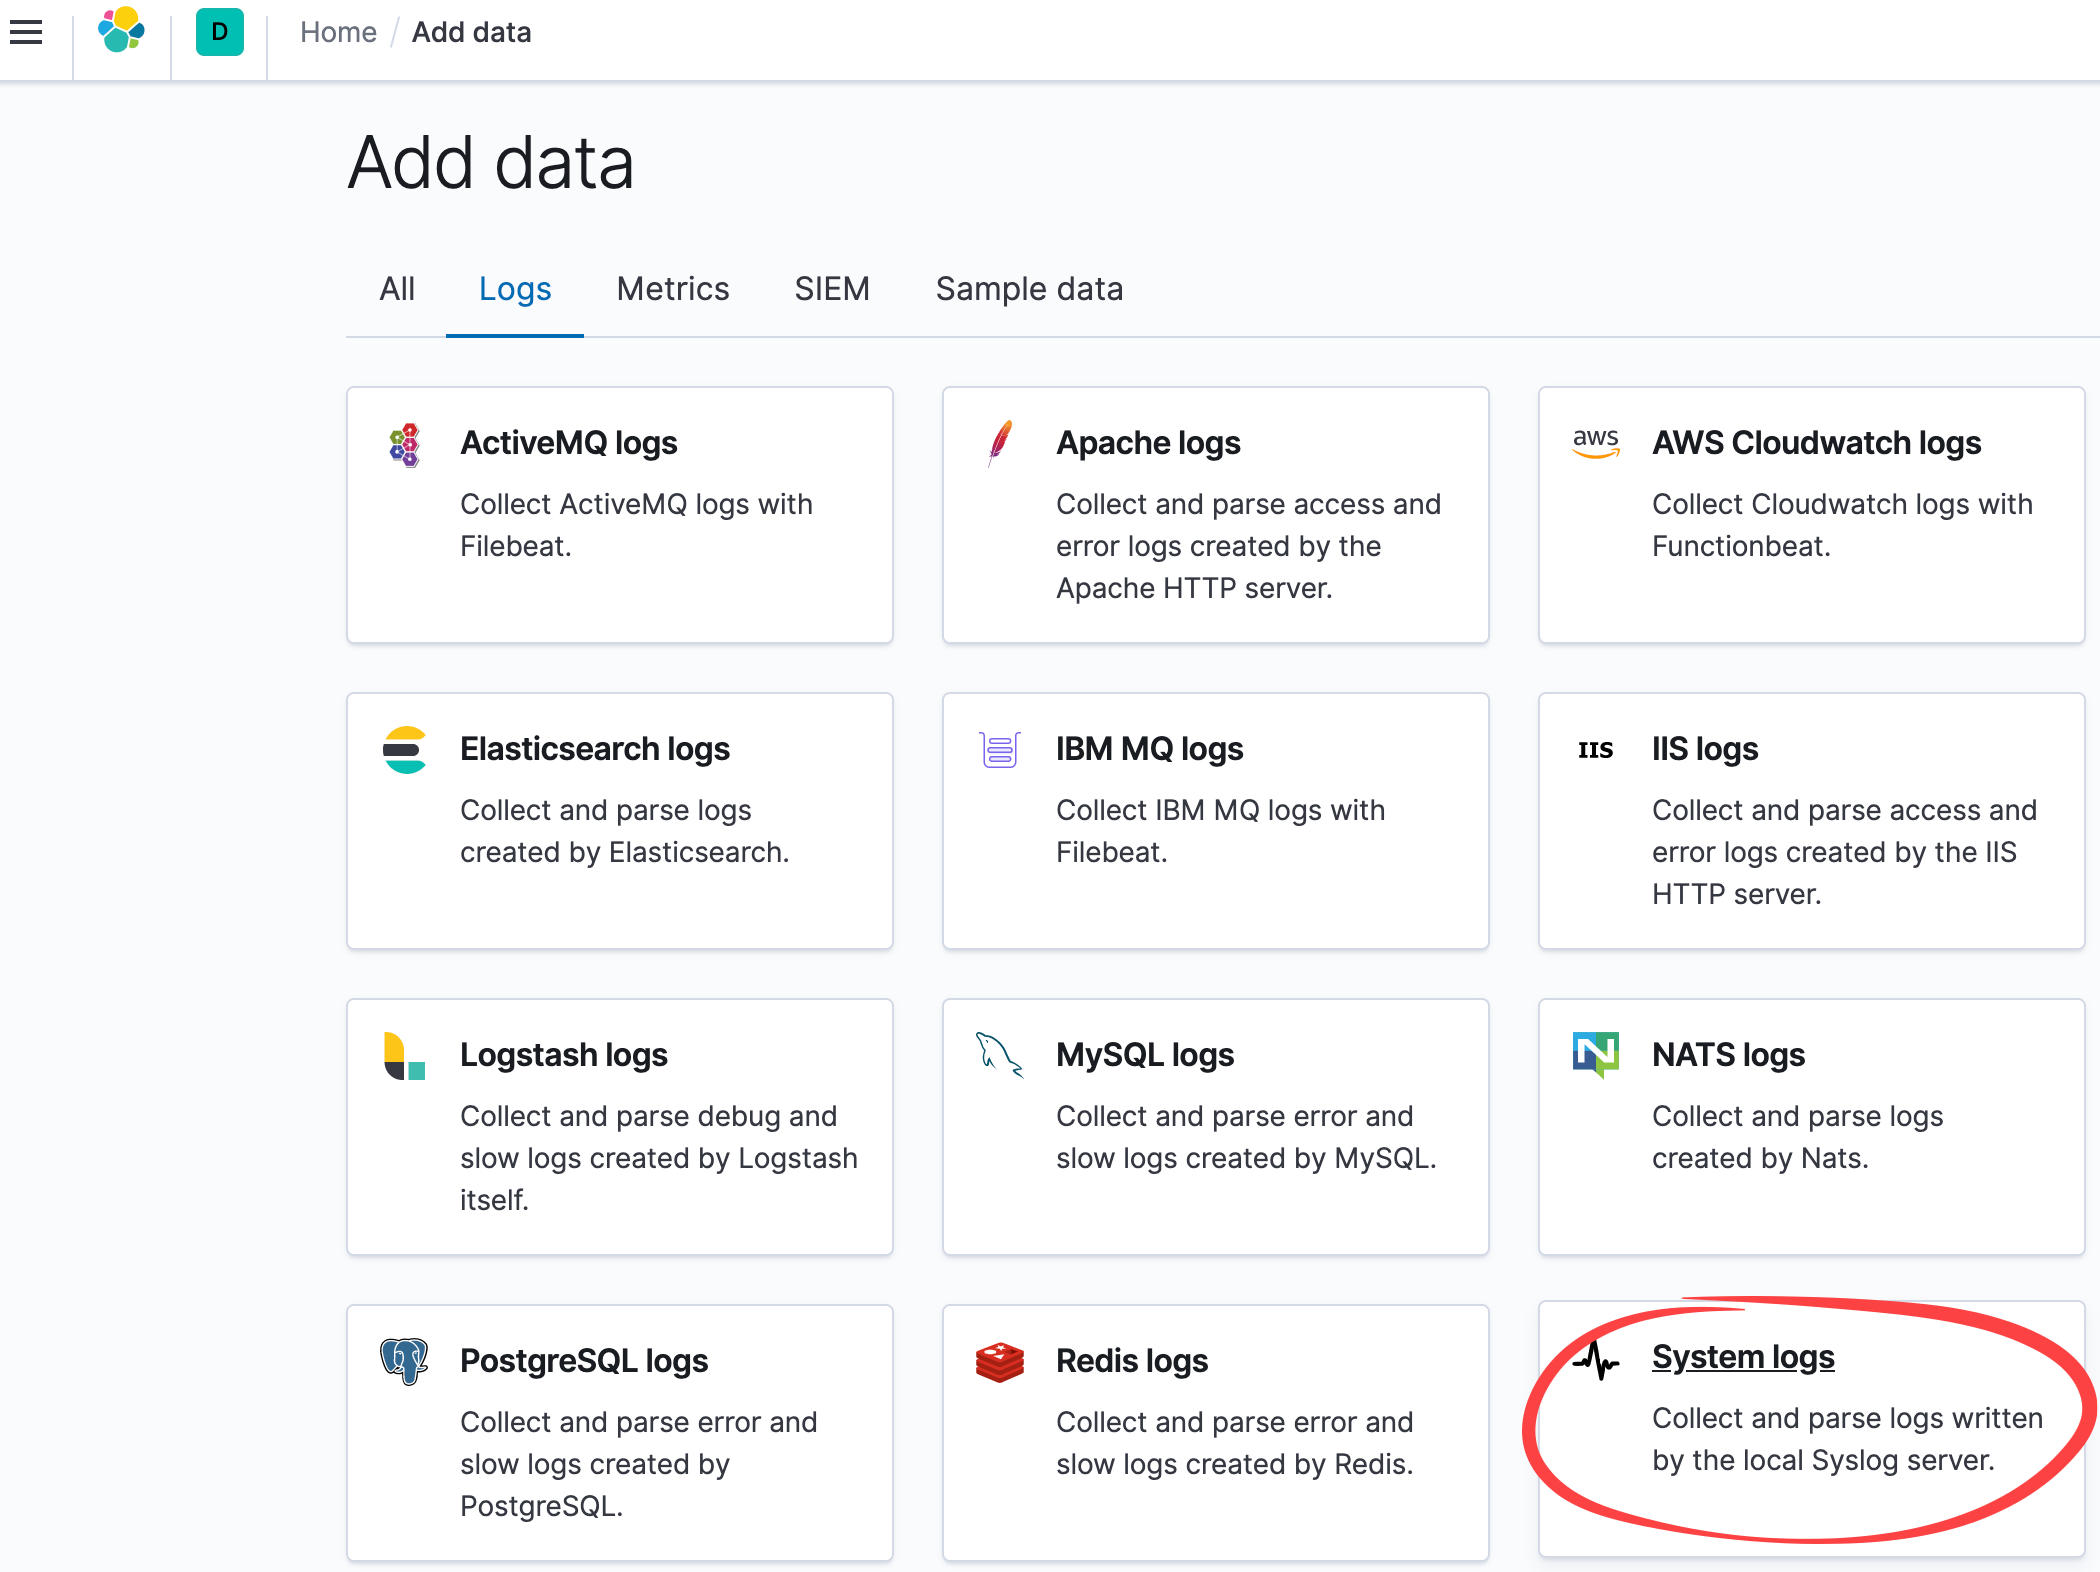 D
Home / Add data
Add data
All Logs Metrics SIEM Sample data
ActiveMQ logs
Collect ActiveMQ logs with
Filebeat.
Apache logs
Collect and parse access and
error logs created by the
Apache HTTP server.
aws
AWS Cloudwatch logs
Collect Cloudwatch logs with
Functionbeat.
Elasticsearch logs
Collect and parse logs
created by Elasticsearch.
IBM MQ logs
Collect IBM MQ logs with
Filebeat.
IIS
IIS logs
Collect and parse access and
error logs created by the IIS
HTTP server.
Logstash logs
Collect and parse debug and
slow logs created by Logstash
itself.
MySQL logs
Collect and parse error and
slow logs created by MySQL.
N
NATS logs
Collect and parse logs
created by Nats.
PostgreSQL logs
Collect and parse error and
slow logs created by
PostgreSQL.
Redis logs
Collect and parse error and
slow logs created by Redis.
System logs
Collect and parse logs written
by the local Syslog server.